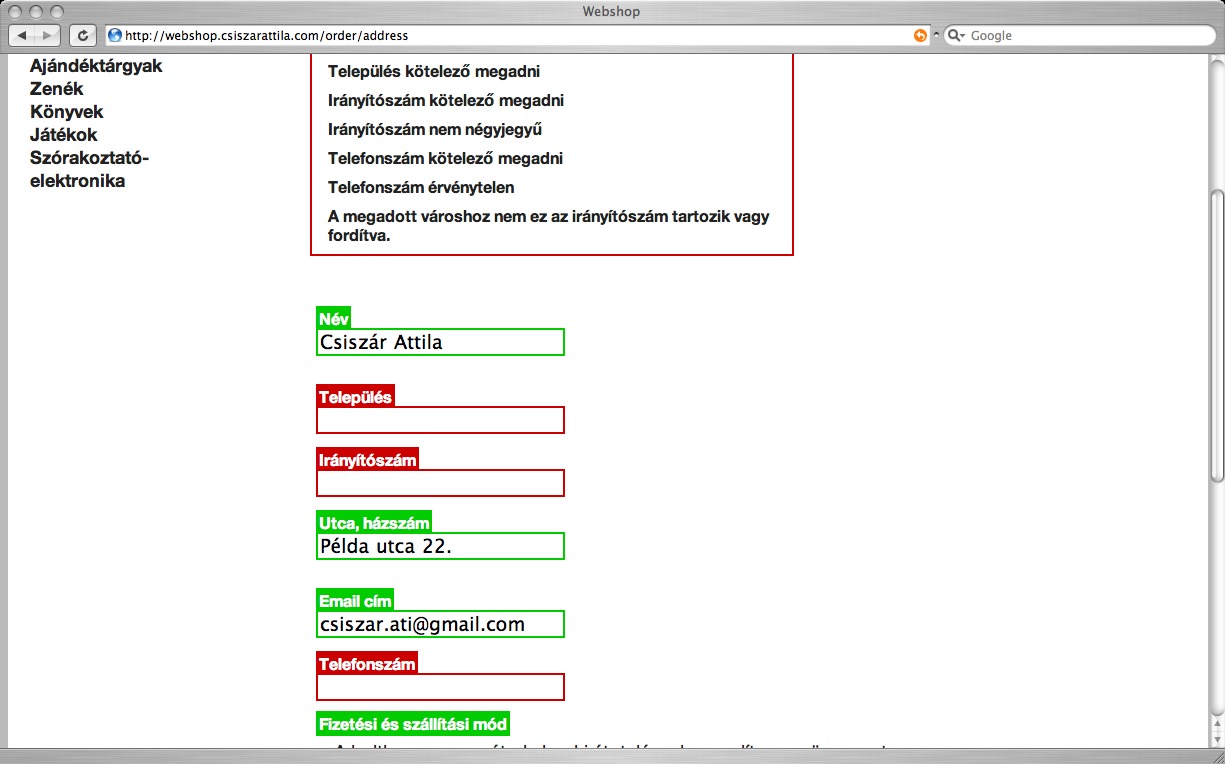 Webshop
http://webshop.csiszarattila.com/order/address
Google
Ajándéktárgyak
Zenék
Könyvek
Játékok
Szórakoztató-
elektronika
Település kötelező megadni
Irányítószám kötelező megadni
Irányítószám nem négyjegyű
Telefonszám kötelező megadni
Telefonszám érvénytelen
A megadott városhoz nem ez az irányítószám tartozik vagy
fordítva.
Név
Csiszár Attila
Település
Irányítószám
Utca, házszám
Példa utca 22.
Email cím
csiszar.ati@gmail.com
Telefonszám
Fizetési és szállítási mód